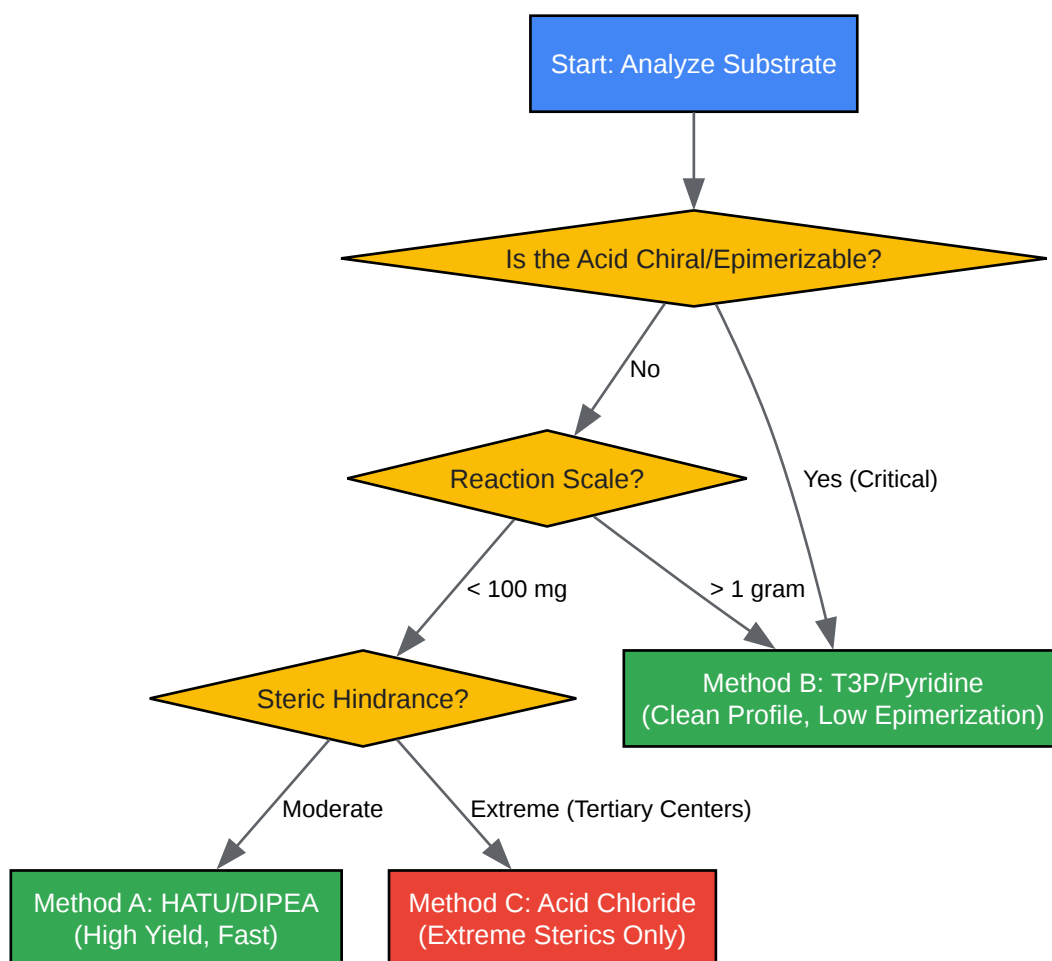 Start: Analyze Substrate
Is the Acid Chiral/Epimerizable?
No
Yes (Critical)
Reaction Scale?
< 100 mg
> 1 gram
Steric Hindrance?
Method B: T3P/Pyridine
(Clean Profile, Low Epimerization)
Moderate
Extreme (Tertiary Centers)
Method A: HATU/DIPEA
(High Yield, Fast)
Method C: Acid Chloride
(Extreme Sterics Only)